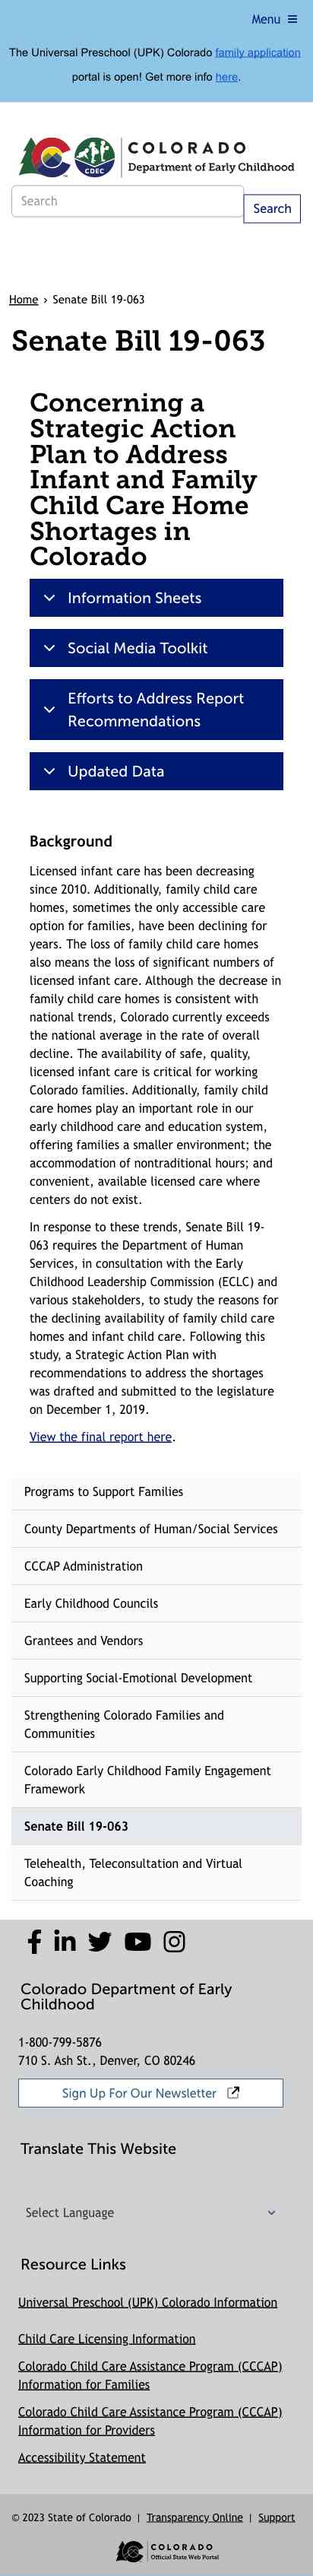 Menu ≡
The Universal Preschool (UPK) Colorado family application
portal is open! Get more info here.
COLORADO
Department of Early Childhood
CDEC
Search
Search
Home › Senate Bill 19-063
Senate Bill 19-063
Concerning a
Strategic Action
Plan to Address
Infant and Family
Child Care Home
Shortages in
Colorado
Information Sheets
Social Media Toolkit
Efforts to Address Report
Recommendations
Updated Data
Background
Licensed infant care has been decreasing
since 2010. Additionally, family child care
homes, sometimes the only accessible care
option for families, have been declining for
years. The loss of family child care homes
also means the loss of significant numbers of
licensed infant care. Although the decrease in
family child care homes is consistent with
national trends, Colorado currently exceeds
the national average in the rate of overall
decline. The availability of safe, quality,
licensed infant care is critical for working
Colorado families. Additionally, family child
care homes play an important role in our
early childhood care and education system,
offering families a smaller environment; the
accommodation of nontraditional hours; and
convenient, available licensed care where
centers do not exist.
In response to these trends, Senate Bill 19-
063 requires the Department of Human
Services, in consultation with the Early
Childhood Leadership Commission (ECLC) and
various stakeholders, to study the reasons for
the declining availability of family child care
homes and infant child care. Following this
study, a Strategic Action Plan with
recommendations to address the shortages
was drafted and submitted to the legislature
on December 1, 2019.
View the final report here.
Programs to Support Families
County Departments of Human/Social Services
CCCAP Administration
Early Childhood Councils
Grantees and Vendors
Supporting Social-Emotional Development
Strengthening Colorado Families and
Communities
Colorado Early Childhood Family Engagement
Framework
Senate Bill 19-063
Telehealth, Teleconsultation and Virtual
Coaching
Colorado Department of Early
Childhood
1-800-799-5876
710 S. Ash St., Denver, CO 80246
Sign Up For Our Newsletter
Translate This Website
Select Language
Resource Links
Universal Preschool (UPK) Colorado Information
Child Care Licensing Information
Colorado Child Care Assistance Program (CCCAP)
Information for Families
Colorado Child Care Assistance Program (CCCAP)
Information for Providers
Accessibility Statement
© 2023 State of Colorado | Transparency Online | Support
COLORADO
Official State Web Portal